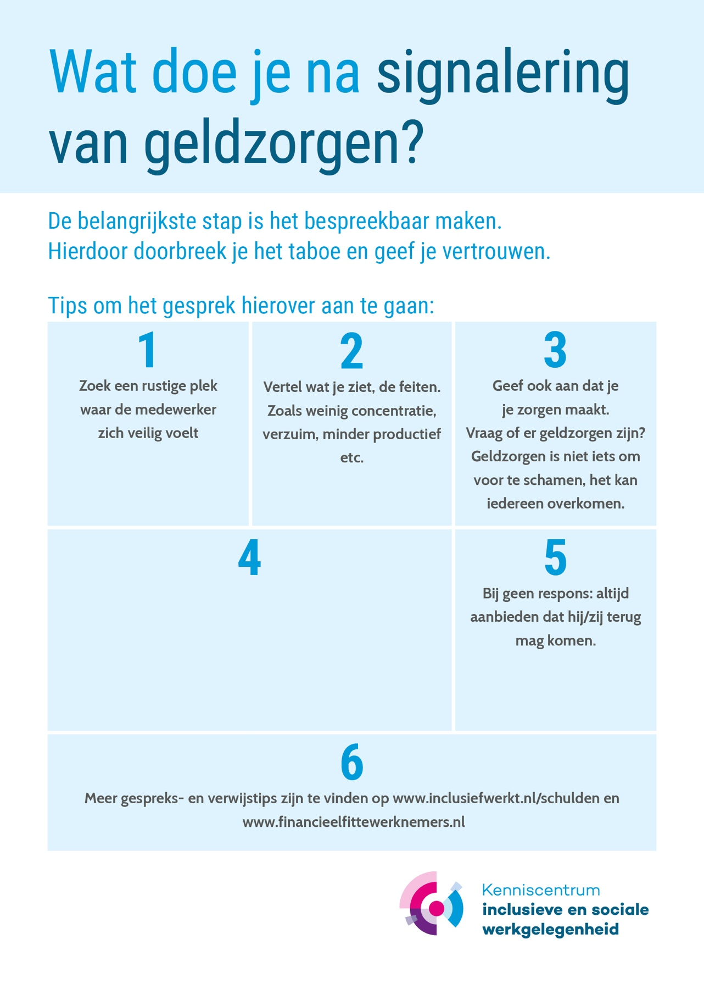 Wat doe je na signalering
van geldzorgen?
De belangrijkste stap is het bespreekbaar maken.
Hierdoor doorbreek je het taboe en geef je vertrouwen.
Tips om het gesprek hierover aan te gaan:
1
Zoek een rustige plek
waar de medewerker
zich veilig voelt
2
Vertel wat je ziet, de feiten.
Zoals weinig concentratie,
verzuim, minder productief
etc.
3
Geef ook aan dat je
je zorgen maakt.
Vraag of er geldzorgen zijn?
Geldzorgen is niet iets om
voor te schamen, het kan
iedereen overkomen.
4
5
Bij geen respons: altijd
aanbieden dat hij/zij terug
mag komen.
6
Meer gespreks- en verwijstips zijn te vinden op www.inclusiefwerkt.nl/schulden en
www.financieelfittewerknemers.nl
Kenniscentrum
inclusieve en sociale
werkgelegenheid